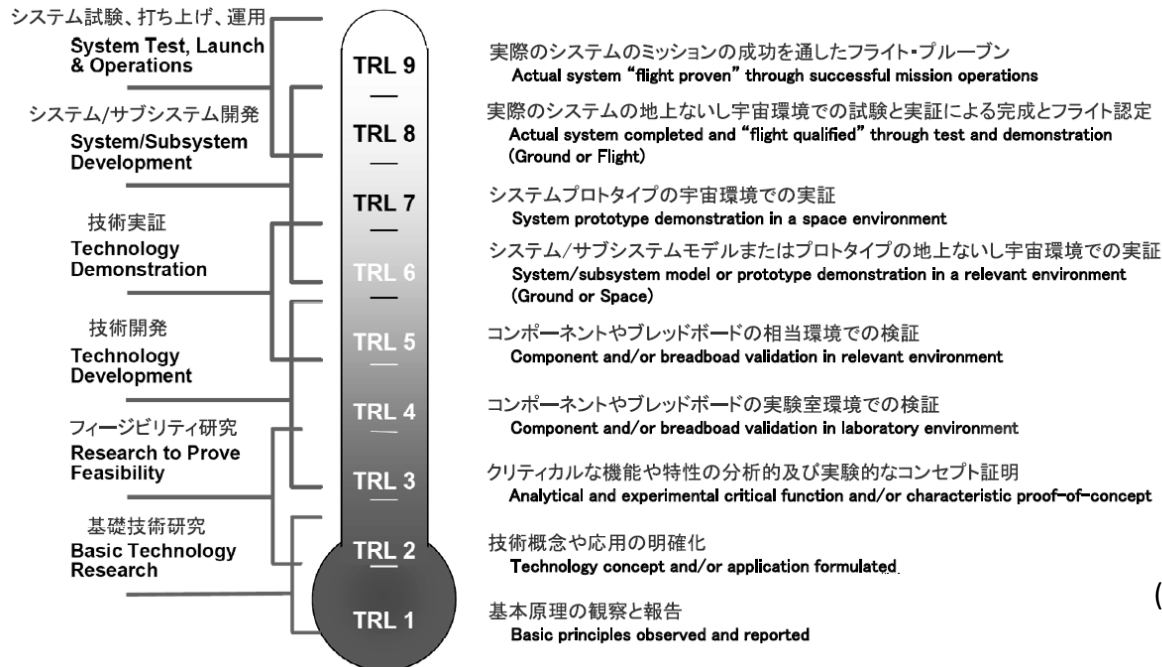 システム試験、打ち上げ、運用
System Test, Launch
& Operations
システム/サブシステム開発
System/Subsystem
Development
技術実証
Technology
Demonstration
技術開発
Technology
Development
フィージビリティ研究
Research to Prove
Feasibility
基礎技術研究
Basic Technology
Research
TRL 9
TRL 8
TRL 7
TRL 6
TRL 5
TRL 4
TRL 3
TRL 2
TRL 1
実際のシステムのミッションの成功を通したフライト・プルーブン
Actual system “flight proven” through successful mission operations
実際のシステムの地上ないし宇宙環境での試験と実証による完成とフライト認定
Actual system completed and “flight qualified” through test and demonstration
(Ground or Flight)
システムプロトタイプの宇宙環境での実証
System prototype demonstration in a space environment
システム/サブシステムモデルまたはプロトタイプの地上ないし宇宙環境での実証
System/subsystem model or prototype demonstration in a relevant environment
(Ground or Space)
コンポーネントやブレッドボードの相当環境での検証
Component and/or breadboad validation in relevant environment
コンポーネントやブレッドボードの実験室環境での検証
Component and/or breadboad validation in laboratory environment
クリティカルな機能や特性の分析的及び実験的なコンセプト証明
Analytical and experimental critical function and/or characteristic proof-of-concept
技術概念や応用の明確化
Technology concept and/or application formulated
基本原理の観察と報告
Basic principles observed and reported
(